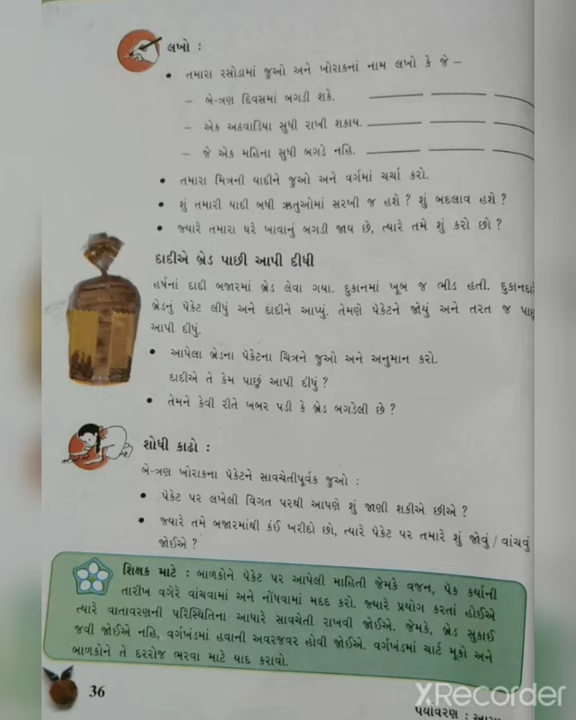 લખો :
• તમારા રસોડામાં જુઓ અને ખોરાકનાં નામ લખો કે જે –
– બે-ત્રણ દિવસમાં બગડી શકે.
– એક અઠવાડિયા સુધી રાખી શકાય.
– જે એક મહિના સુધી બગડે નહિ.
• તમારા મિત્રની યાદીને જુઓ અને વર્ગમાં ચર્ચા કરો.
• શું તમારી યાદી બધી ઋતુઓમાં સરખી જ હશે ? શું બદલાવ હશે ?
• જ્યારે તમારા ઘરે ખાવાનું બગડી જાય છે, ત્યારે તમે શું કરો છો ?
દાદીએ બ્રેડ પાછી આપી દીધી
હર્ષનાં દાદી બજારમાં બ્રેડ લેવા ગયા. દુકાનમાં ખૂબ જ ભીડ હતી.
બ્રેડનું પૅકેટ લીધું અને દાદીને આપ્યું. તેમણે પૅકેટને જોયું અને તરત જ
આપી દીધું.
• આપેલા બ્રેડના પૅકેટના ચિત્રને જુઓ અને અનુમાન કરો.
દાદીએ તે કેમ પાછું આપી દીધું ?
• તેમને કેવી રીતે ખબર પડી કે બ્રેડ બગડેલી છે ?
શોધી કાઢો :
બે-ત્રણ ખોરાકના પૅકેટને સાવચેતીપૂર્વક જુઓ :
• પૅકેટ પર લખેલી વિગત પરથી આપણે શું જાણી શકીએ છીએ ?
• જ્યારે તમે બજારમાંથી કંઈ ખરીદો છો, ત્યારે પૅકેટ પર તમારે શું જોવું / વાંચવું
જોઈએ ?
શિક્ષક માટે : બાળકોને પૅકેટ પર આપેલી માહિતી જેમકે વજન, પૅક કર્યાની
તારીખ વગેરે વાંચવામાં અને નોંધવામાં મદદ કરો. જ્યારે પ્રયોગ કરતાં હોઈએ
ત્યારે વાતાવરણની પરિસ્થિતિના આધારે સાવચેતી રાખવી જોઈએ. જેમકે, બ્રેડ સુકાઈ
જવી જોઈએ નહિ, વર્ગખંડમાં હવાની અવરજવર હોવી જોઈએ. વર્ગખંડમાં ચાર્ટ મૂકો અને
બાળકોને તે દરરોજ ભરવા માટે યાદ કરાવો.
36
XRecorder
પર્યાવરણ :